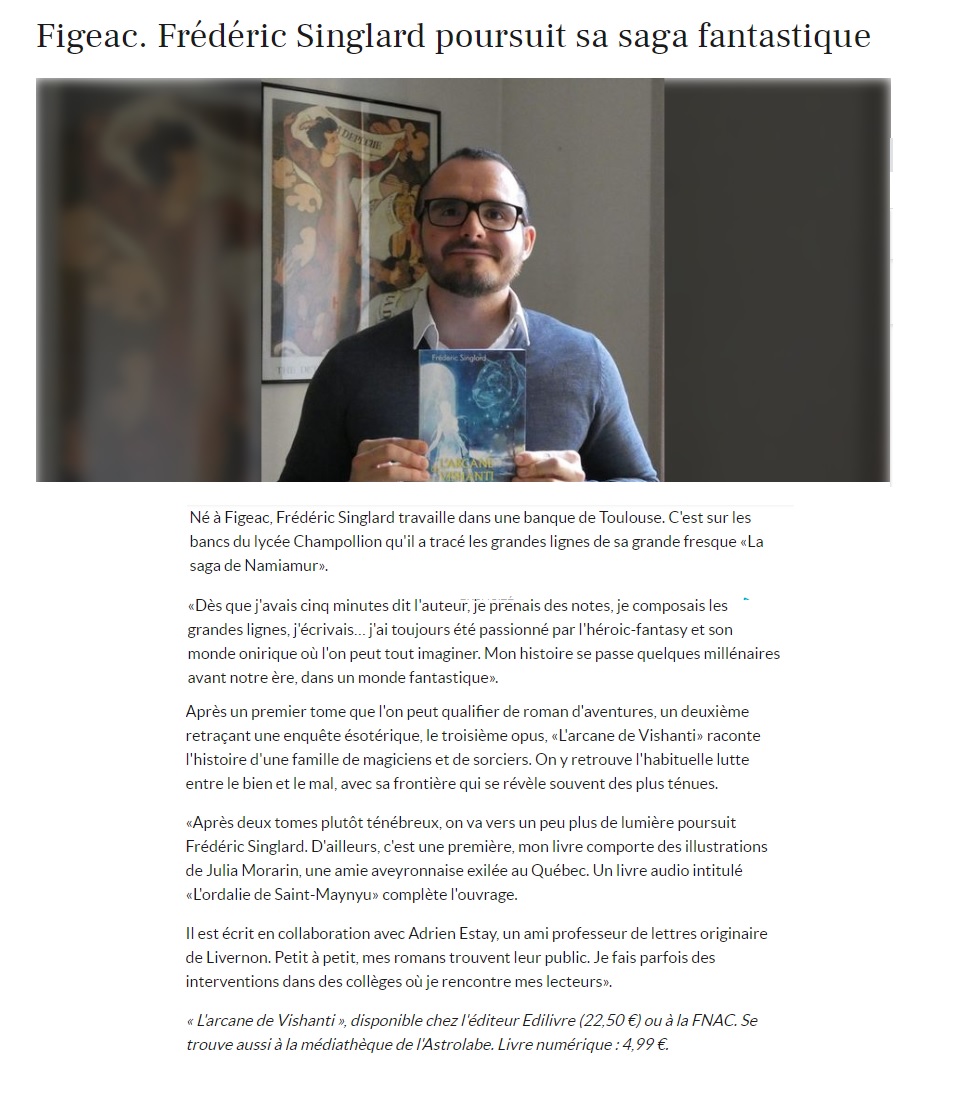 Figeac. Frédéric Singlard poursuit sa saga fantastique
DEPECHE
Frédéric Singlard
L'ARCANE
VISHANTI
Né à Figeac, Frédéric Singlard travaille dans une banque de Toulouse. C'est sur les
bancs du lycée Champollion qu'il a tracé les grandes lignes de sa grande fresque «La
saga de Namiamur».
«Dès que j'avais cinq minutes dit l'auteur, je prenais des notes, je composais les
grandes lignes, j'écrivais... j'ai toujours été passionné par l'héroic-fantasy et son
monde onirique où l'on peut tout imaginer. Mon histoire se passe quelques millénaires
avant notre ère, dans un monde fantastique».
Après un premier tome que l'on peut qualifier de roman d'aventures, un deuxième
retraçant une enquête ésotérique, le troisième opus, «L'arcane de Vishanti» raconte
l'histoire d'une famille de magiciens et de sorciers. On y retrouve l'habituelle lutte
entre le bien et le mal, avec sa frontière qui se révèle souvent des plus ténues.
«Après deux tomes plutôt ténébreux, on va vers un peu plus de lumière poursuit
Frédéric Singlard. D'ailleurs, c'est une première, mon livre comporte des illustrations
de Julia Morarin, une amie aveyronnaise exilée au Québec. Un livre audio intitulé
«L'ordalie de Saint-Maynyu» complète l'ouvrage.
Il est écrit en collaboration avec Adrien Estay, un ami professeur de lettres originaire
de Livernon. Petit à petit, mes romans trouvent leur public. Je fais parfois des
interventions dans des collèges où je rencontre mes lecteurs».
« L'arcane de Vishanti », disponible chez l'éditeur Edilivre (22,50 €) ou à la FNAC. Se
trouve aussi à la médiathèque de l'Astrolabe. Livre numérique : 4,99 €.